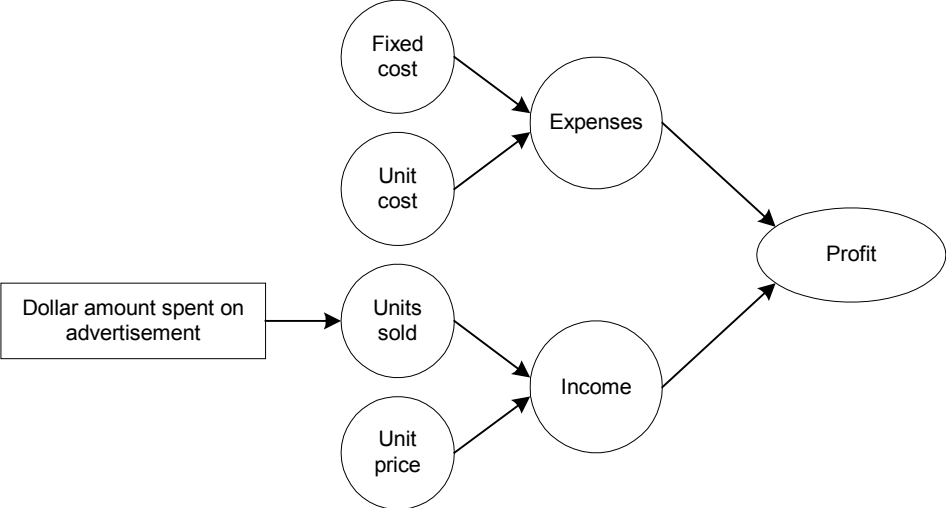 Fixed
cost
Expenses
Unit
cost
Profit
Dollar amount spent on
advertisement
Units
sold
Income
Unit
price